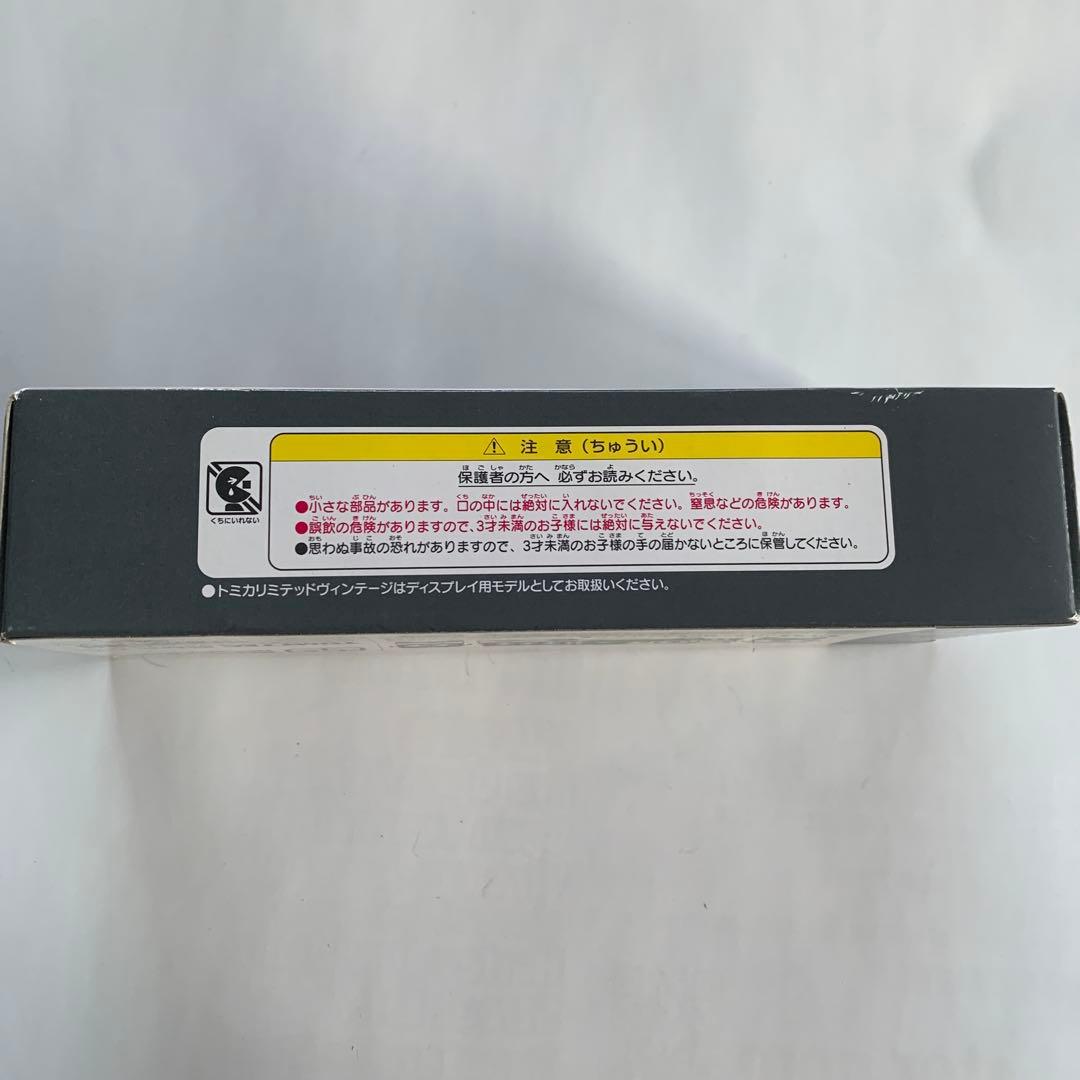 ⚠ 注 意（ちゅうい）
保護者の方へ 必ずお読みください。
●小さな部品があります。口の中には絶対に入れないでください。窒息などの危険があります。
●誤飲の危険がありますので、3才未満のお子様には絶対に与えないでください。
●思わぬ事故の恐れがありますので、3才未満のお子様の手の届かないところに保管してください。
くちにいれない
●トミカリミテッドヴィンテージはディスプレイ用モデルとしてお取扱いください。